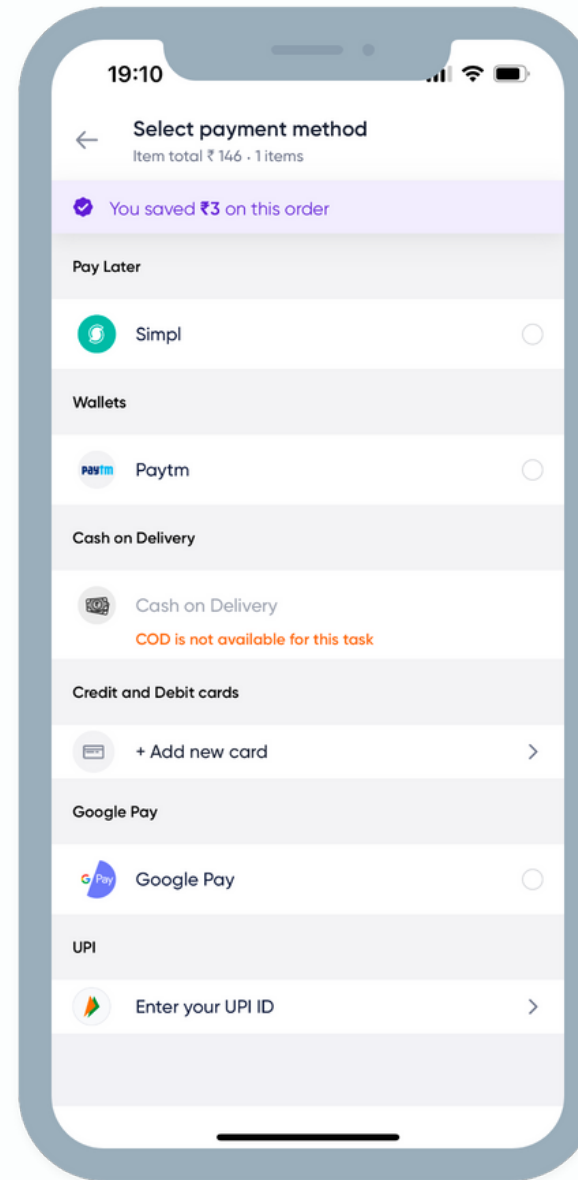 19:10
Select payment method
Item total ₹ 146 . 1 items
You saved ₹3 on this order
Pay Later
Simpl
Wallets
paytm Paytm
Cash on Delivery
Cash on Delivery
COD is not available for this task
Credit and Debit cards
+ Add new card
Google Pay
G Pay Google Pay
UPI
Enter your UPI ID